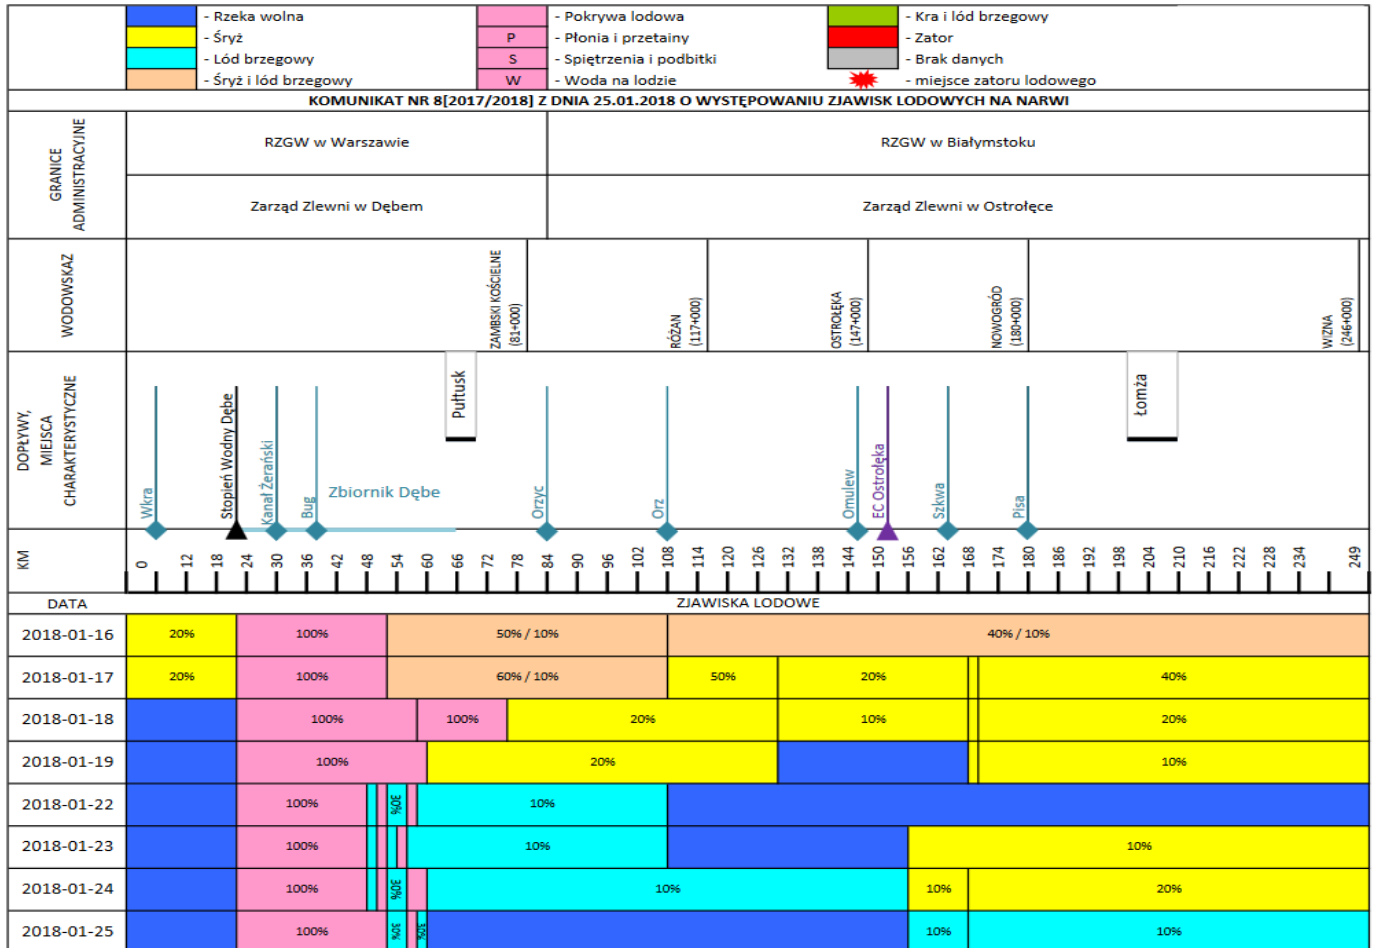 - Rzeka wolna
- Śryż
- Lód brzegowy
- Śryż i lód brzegowy
- Pokrywa lodowa
P - Płonia i przetainy
S - Spiętrzenia i podbitki
W - Woda na lodzie
- Kra i lód brzegowy
- Zator
- Brak danych
- miejsce zatoru lodowego
KOMUNIKAT NR 8[2017/2018] Z DNIA 25.01.2018 O WYSTĘPOWANIU ZJAWISK LODOWYCH NA NARWI
GRANICE
ADMINISTRACYJNE
RZGW w Warszawie
RZGW w Białymstoku
Zarząd Zlewni w Dębem
Zarząd Zlewni w Ostrołęce
WODOWSKAZ
ZAMBSKI KOŚCIELNE
(81+000)
RÓŻAN
(117+000)
OSTROŁĘKA
(147+000)
NOWOGRÓD
(180+000)
WIZNA
(246+000)
DOPŁYWY,
MIEJSCA
CHARAKTERYSTYCZNE
Wkra
Stopień Wodny Dębe
Kanał Żerański
Bug
Zbiornik Dębe
Pułtusk
Orzyc
Orz
Omulew
EC Ostrołęka
Szkwa
Pisa
Łomża
KM
0 12 18 24 30 36 42 48 54 60 66 72 78 84 90 96 102 108 114 120 126 132 138 144 150 156 162 168 174 180 186 192 198 204 210 216 222 228 234 249
DATA ZJAWISKA LODOWE
2018-01-16 20% 100% 50% / 10% 40% / 10%
2018-01-17 20% 100% 60% / 10% 50% 20% 40%
2018-01-18 100% 100% 20% 10% 20%
2018-01-19 100% 20% 10%
2018-01-22 100% 30% 10%
2018-01-23 100% 10% 10%
2018-01-24 100% 30% 10% 10% 20%
2018-01-25 100% 30% 30% 10% 10%